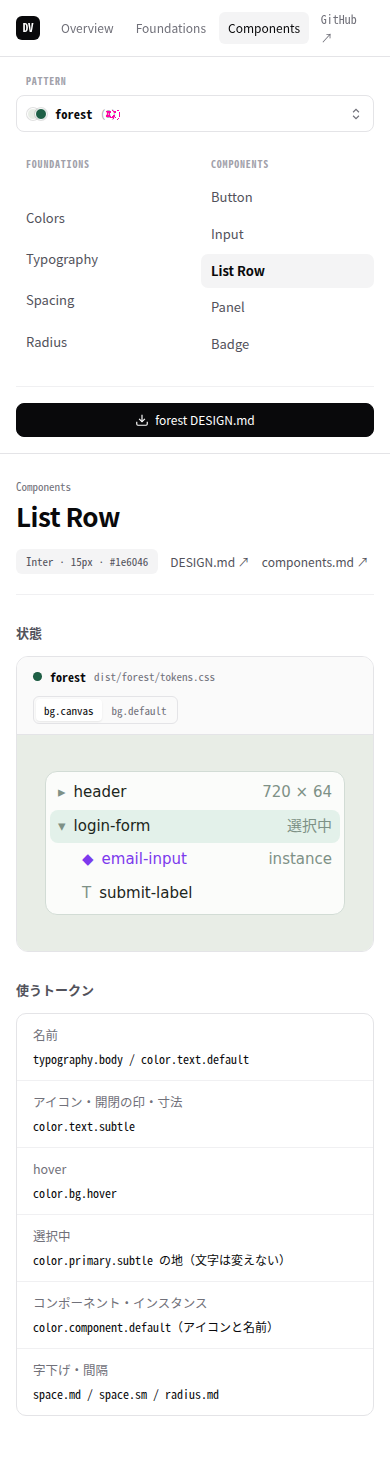 DV
Overview
Foundations
Components
GitHub ↗
PATTERN
forest
FOUNDATIONS
Colors
Typography
Spacing
Radius
COMPONENTS
Button
Input
List Row
Panel
Badge
forest DESIGN.md
Components
List Row
Inter · 15px · #1e6046
DESIGN.md ↗
components.md ↗
状態
forest dist/forest/tokens.css
bg.canvas
bg.default
▸ header 720 × 64
▾ login-form 選択中
◆ email-input instance
T submit-label
使うトークン
名前
typography.body / color.text.default
アイコン・開閉の印・寸法
color.text.subtle
hover
color.bg.hover
選択中
color.primary.subtle の地（文字は変えない）
コンポーネント・インスタンス
color.component.default（アイコンと名前）
字下げ・間隔
space.md / space.sm / radius.md